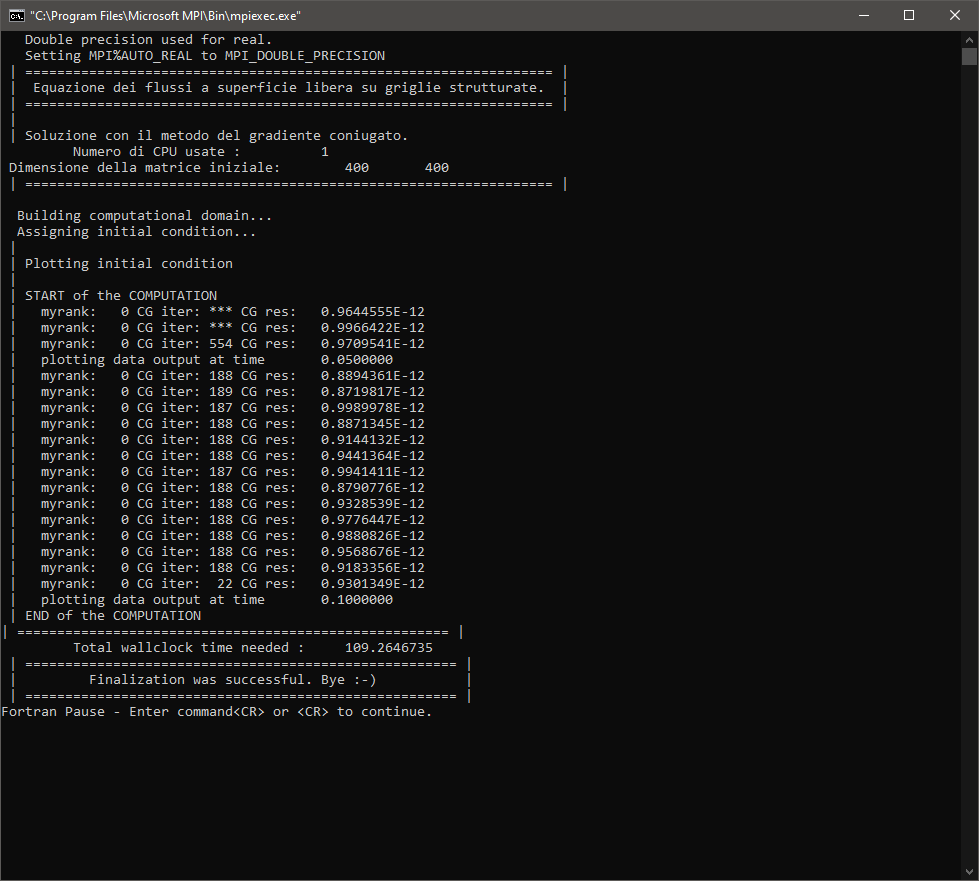 "C:\Program Files\Microsoft MPI\Bin\mpiexec.exe"
Double precision used for real.
Setting MPI%AUTO_REAL to MPI_DOUBLE_PRECISION
| ================================================================== |
| Equazione dei flussi a superficie libera su griglie strutturate. |
| ================================================================== |
|
| Soluzione con il metodo del gradiente coniugato.
Numero di CPU usate : 1
Dimensione della matrice iniziale: 400 400
| ================================================================== |
Building computational domain...
Assigning initial condition...
|
| Plotting initial condition
|
| START of the COMPUTATION
| myrank: 0 CG iter: *** CG res: 0.9644555E-12
| myrank: 0 CG iter: *** CG res: 0.9966422E-12
| myrank: 0 CG iter: 554 CG res: 0.9709541E-12
| plotting data output at time 0.0500000
| myrank: 0 CG iter: 188 CG res: 0.8894361E-12
| myrank: 0 CG iter: 189 CG res: 0.8719817E-12
| myrank: 0 CG iter: 187 CG res: 0.9989978E-12
| myrank: 0 CG iter: 188 CG res: 0.8871345E-12
| myrank: 0 CG iter: 188 CG res: 0.9144132E-12
| myrank: 0 CG iter: 188 CG res: 0.9441364E-12
| myrank: 0 CG iter: 187 CG res: 0.9941411E-12
| myrank: 0 CG iter: 188 CG res: 0.8790776E-12
| myrank: 0 CG iter: 188 CG res: 0.9328539E-12
| myrank: 0 CG iter: 188 CG res: 0.9776447E-12
| myrank: 0 CG iter: 188 CG res: 0.9880826E-12
| myrank: 0 CG iter: 188 CG res: 0.9568676E-12
| myrank: 0 CG iter: 188 CG res: 0.9183356E-12
| myrank: 0 CG iter: 22 CG res: 0.9301349E-12
| plotting data output at time 0.1000000
| END of the COMPUTATION
| ====================================================== |
Total wallclock time needed : 109.2646735
| ====================================================== |
| Finalization was successful. Bye :-) |
| ====================================================== |
Fortran Pause - Enter command<CR> or <CR> to continue.